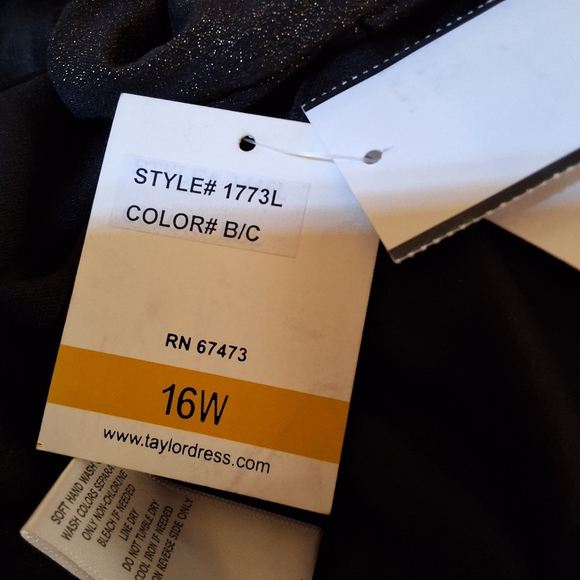 STYLE# 1773L
COLOR# B/C
RN 67473
16W
www.taylordress.com
SOFT HAND WASH
WASH COLORS SEPARA
ONLY NON-CHLORINE
BLEACH IF NEEDED
LINE DRY
DO NOT TUMBLE DRY
COOL IRON IF NEEDED
ON REVERSE SIDE ONLY